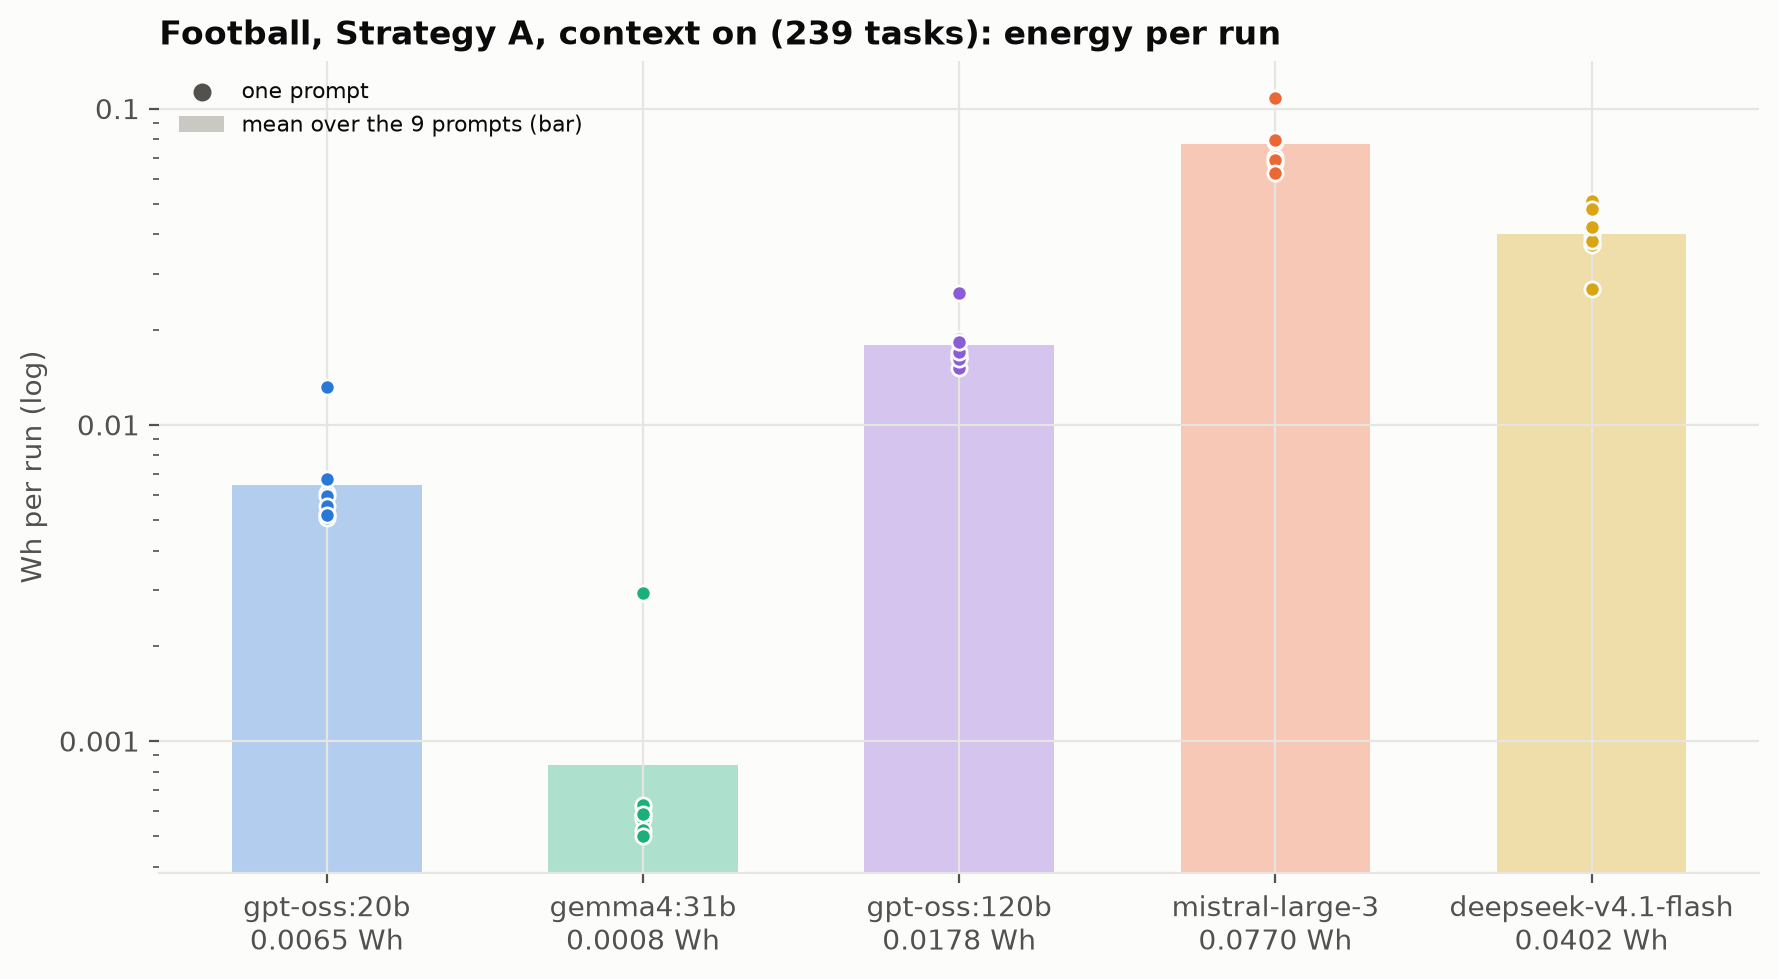 Football, Strategy A, context on (239 tasks): energy per run
one prompt
mean over the 9 prompts (bar)
Wh per run (log)
0.1
0.01
0.001
gpt-oss:20b
0.0065 Wh
gemma4:31b
0.0008 Wh
gpt-oss:120b
0.0178 Wh
mistral-large-3
0.0770 Wh
deepseek-v4.1-flash
0.0402 Wh